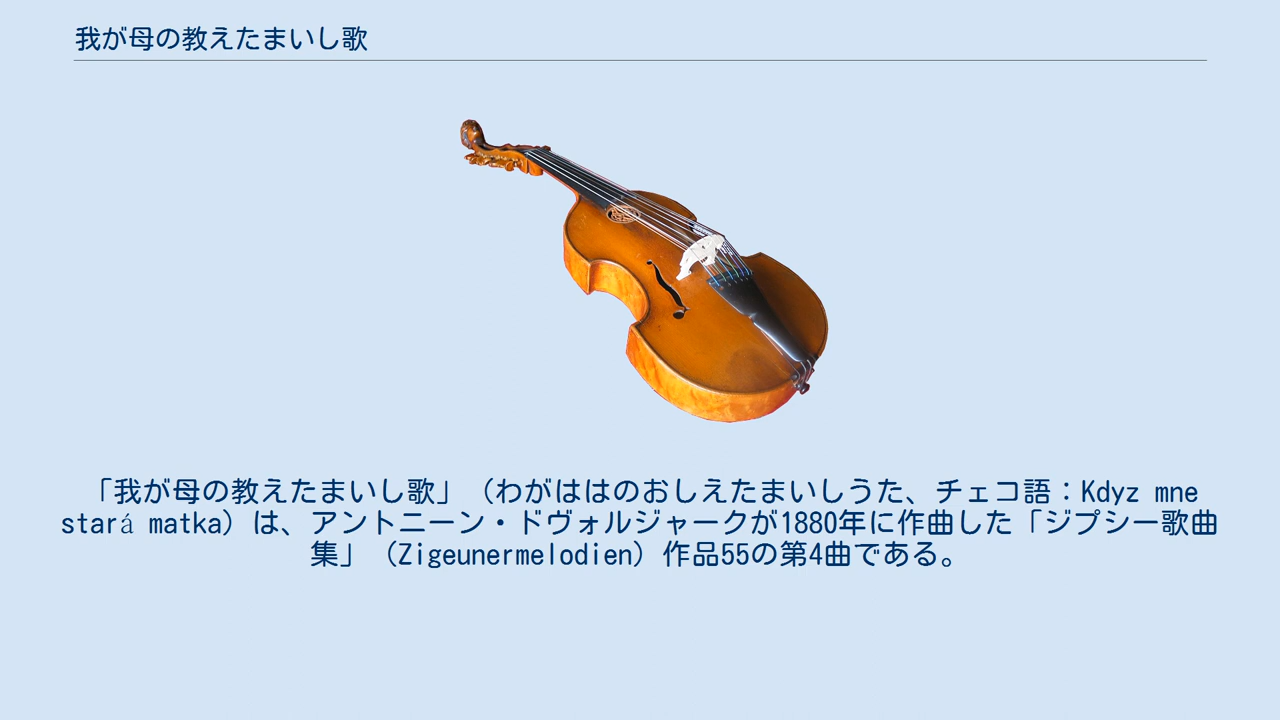 我が母の教えたまいし歌
「我が母の教えたまいし歌」（わがははのおしえたまいしうた、チェコ語：Kdyz mne
stará matka）は、アントニーン・ドヴォルジャークが1880年に作曲した「ジプシー歌曲
集」（Zigeunermelodien）作品55の第4曲である。